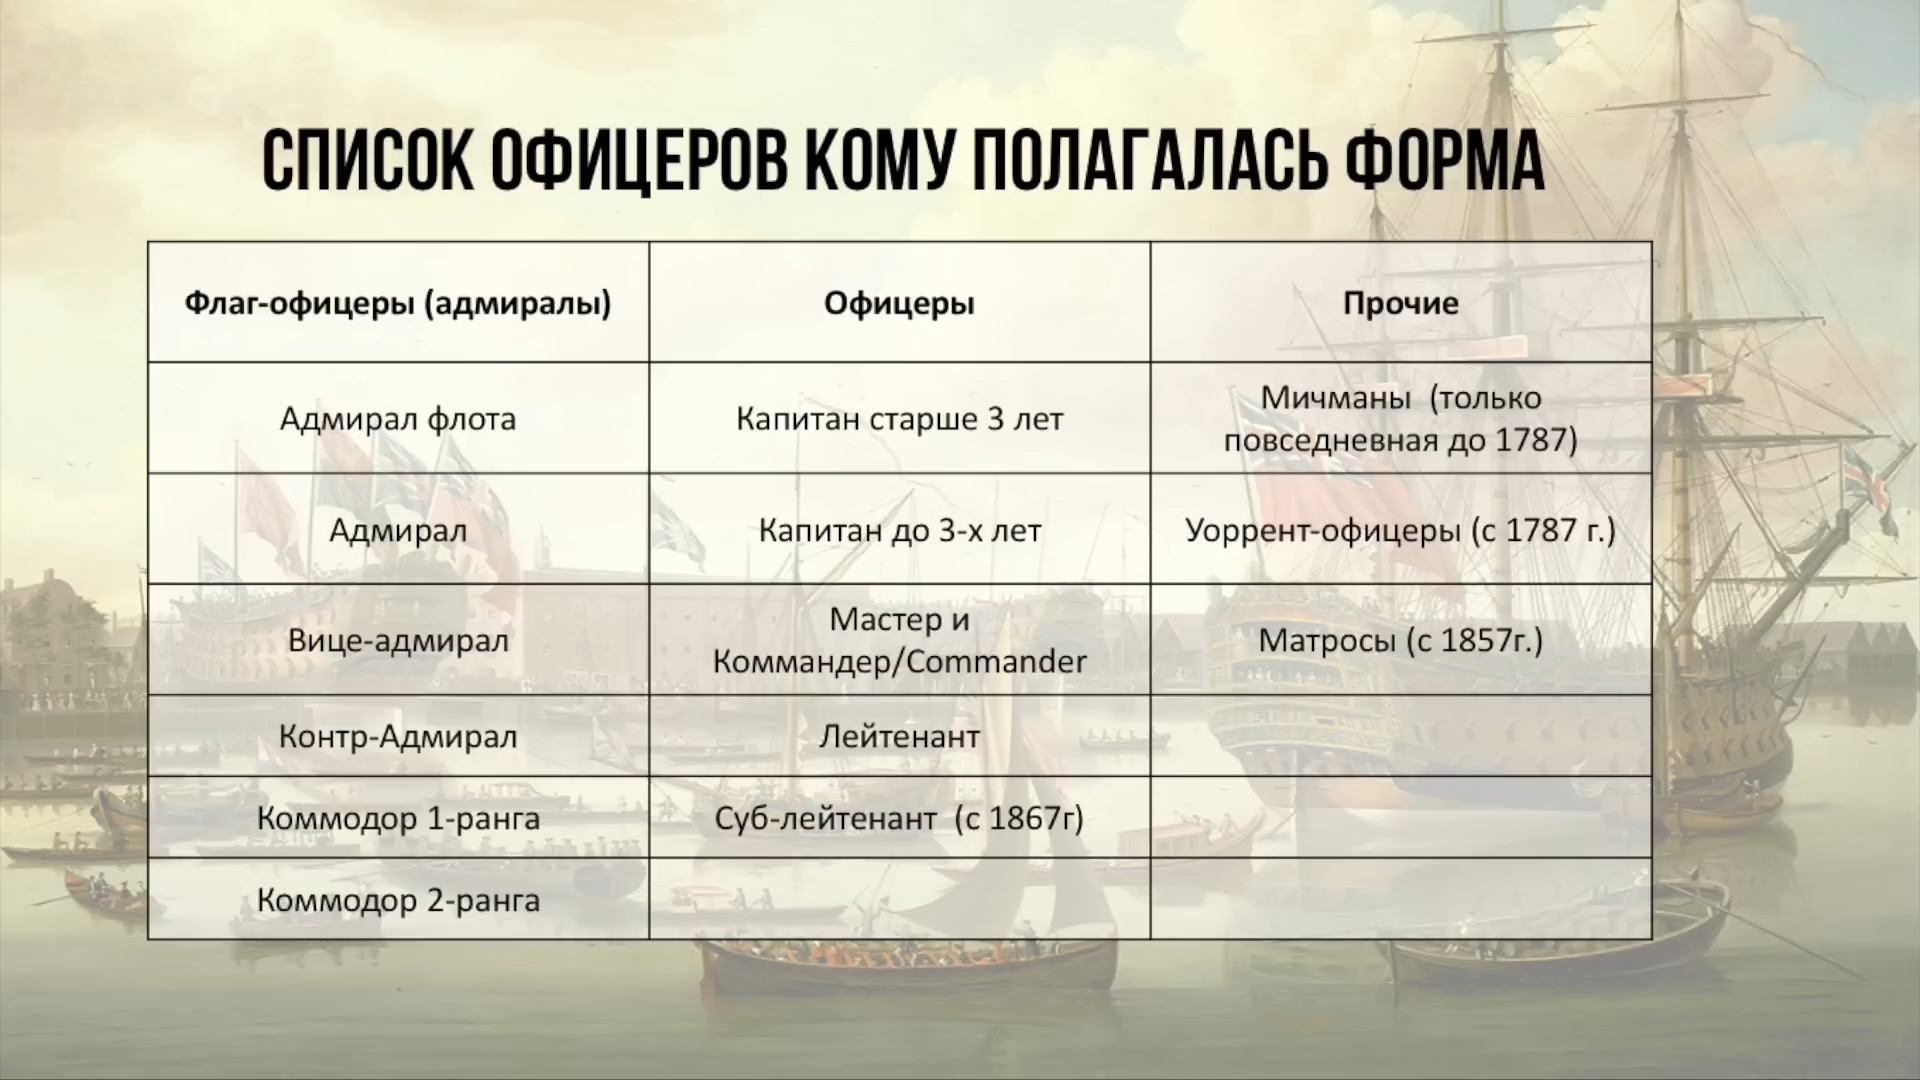 СПИСОК ОФИЦЕРОВ КОМУ ПОЛАГАЛАСЬ ФОРМА
Флаг-офицеры (адмиралы)
Офицеры
Прочие
Адмирал флота
Капитан старше 3 лет
Мичманы (только
повседневная до 1787)
Адмирал
Капитан до 3-х лет
Уоррент-офицеры (с 1787 г.)
Вице-адмирал
Мастер и
Коммандер/Commander
Матросы (с 1857г.)
Контр-Адмирал
Лейтенант
Коммодор 1-ранга
Суб-лейтенант (с 1867г)
Коммодор 2-ранга